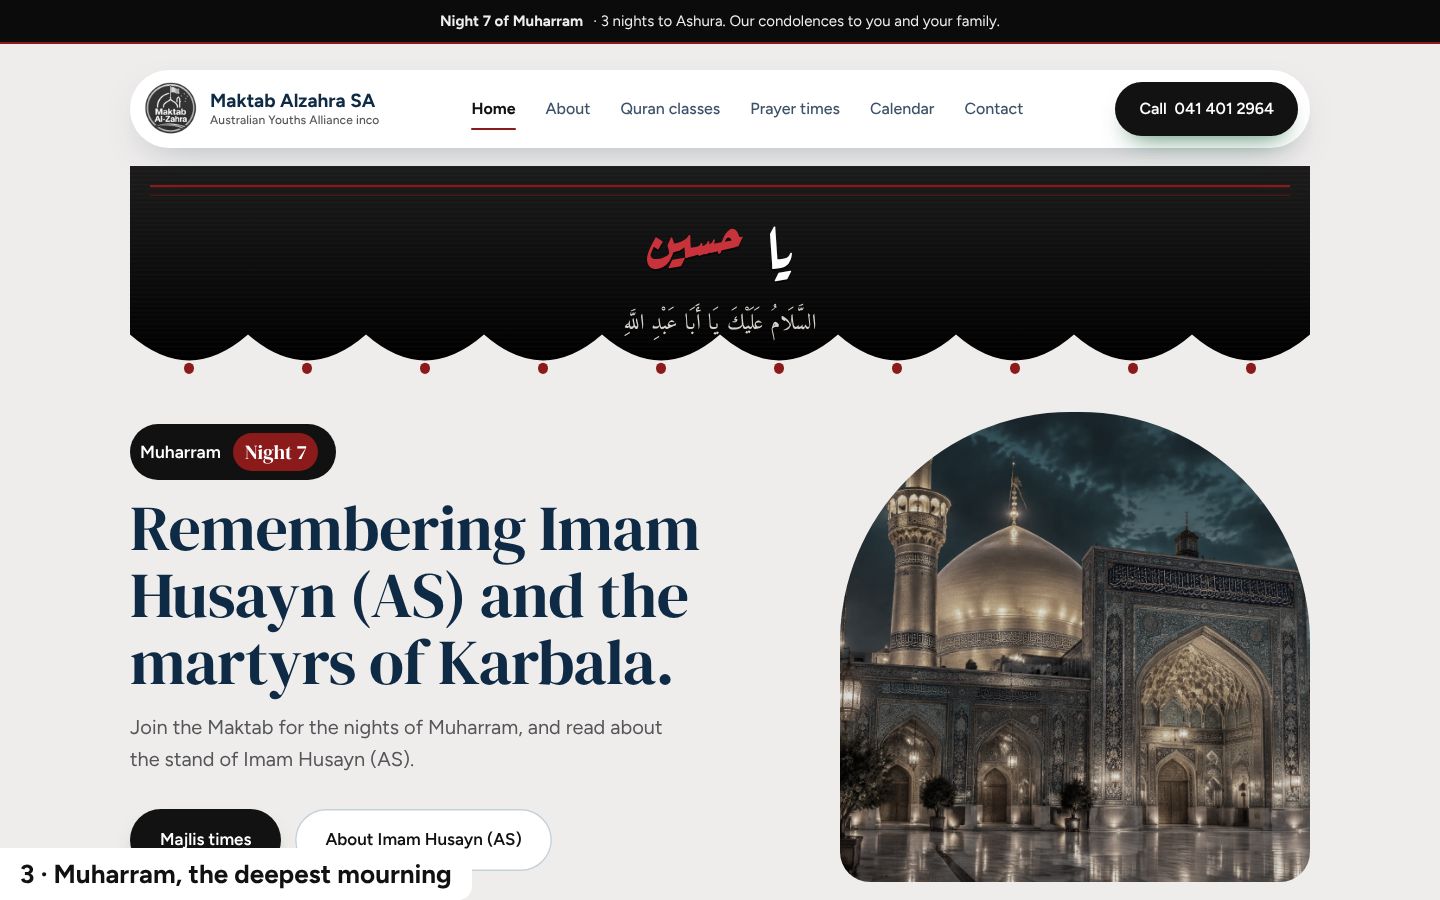 Night 7 of Muharram · 3 nights to Ashura. Our condolences to you and your family.
Maktab Al-Zahra
Maktab Alzahra SA
Australian Youths Alliance inco
Home About Quran classes Prayer times Calendar Contact
Call 041 401 2964
يا حسين
السَّلَامُ عَلَيْكَ يَا أَبَا عَبْدِ اللَّهِ
Muharram Night 7
Remembering Imam
Husayn (AS) and the
martyrs of Karbala.
Join the Maktab for the nights of Muharram, and read about
the stand of Imam Husayn (AS).
Majlis times About Imam Husayn (AS)
3 · Muharram, the deepest mourning